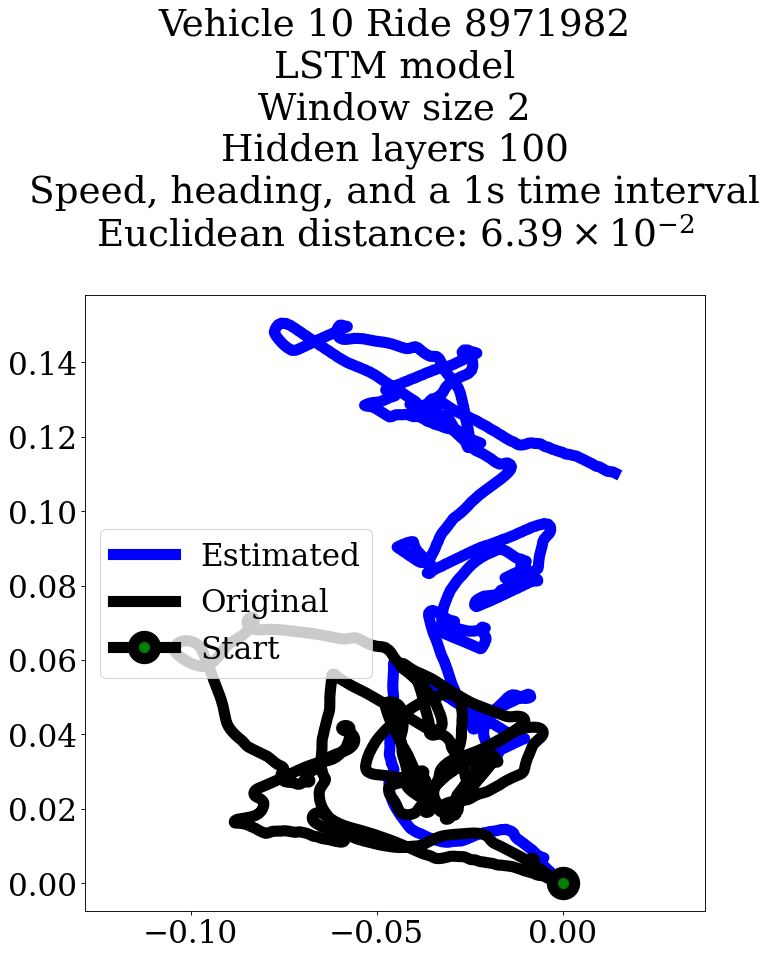 Vehicle 10 Ride 8971982
LSTM model
Window size 2
Hidden layers 100
Speed, heading, and a 1s time interval
Euclidean distance: 6.39 × 10⁻²
0.14
0.12
0.10
0.08
0.06
0.04
0.02
0.00
Estimated
Original
Start
−0.10
−0.05
0.00